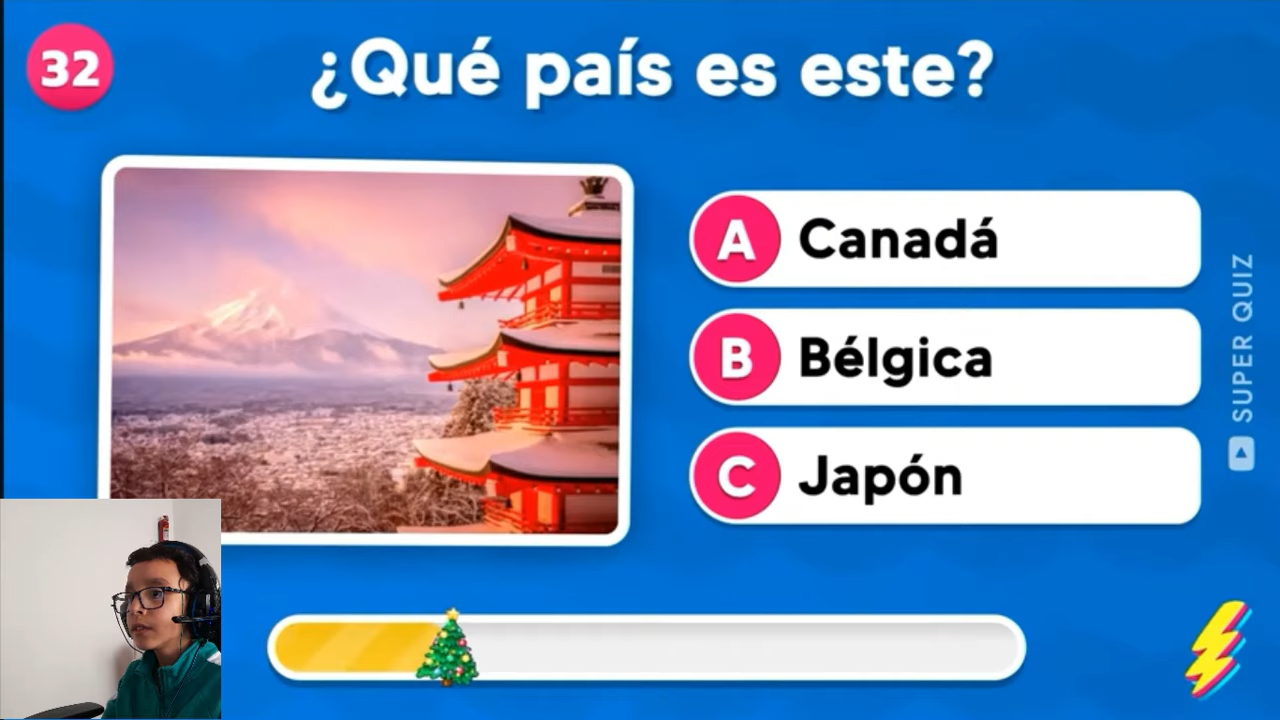 32
¿Qué país es este?
A Canadá
B Bélgica
C Japón
SUPER QUIZ